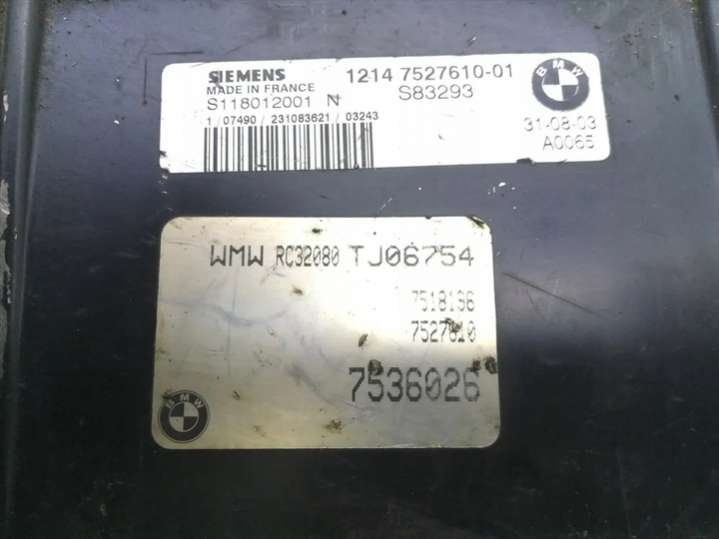 SIEMENS 1214 7527610-01
MADE IN FRANCE
S118012001 N S83293
1 / 07490 / 231083621 / 03243
31-08-03
A0065
BMW
WMW RC32080 TJ06754
7518136
7527610
7536026
BMW